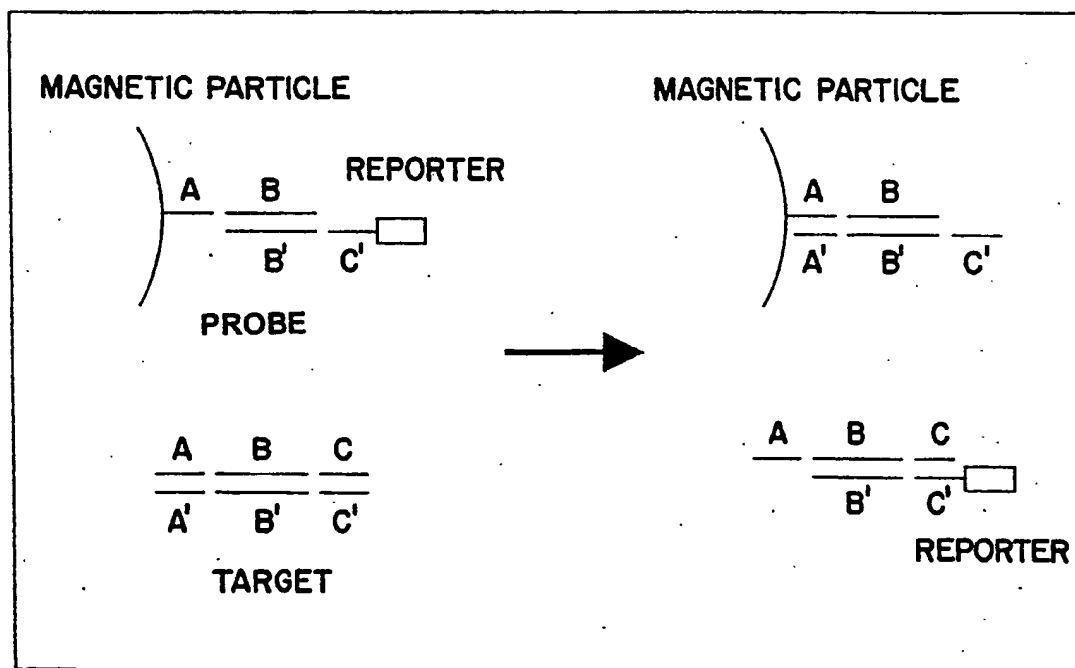 MAGNETIC PARTICLE
A B REPORTER
B' C'
PROBE
A B C
A' B' C'
TARGET
MAGNETIC PARTICLE
A B
A' B' C'
A B C
B' C'
REPORTER